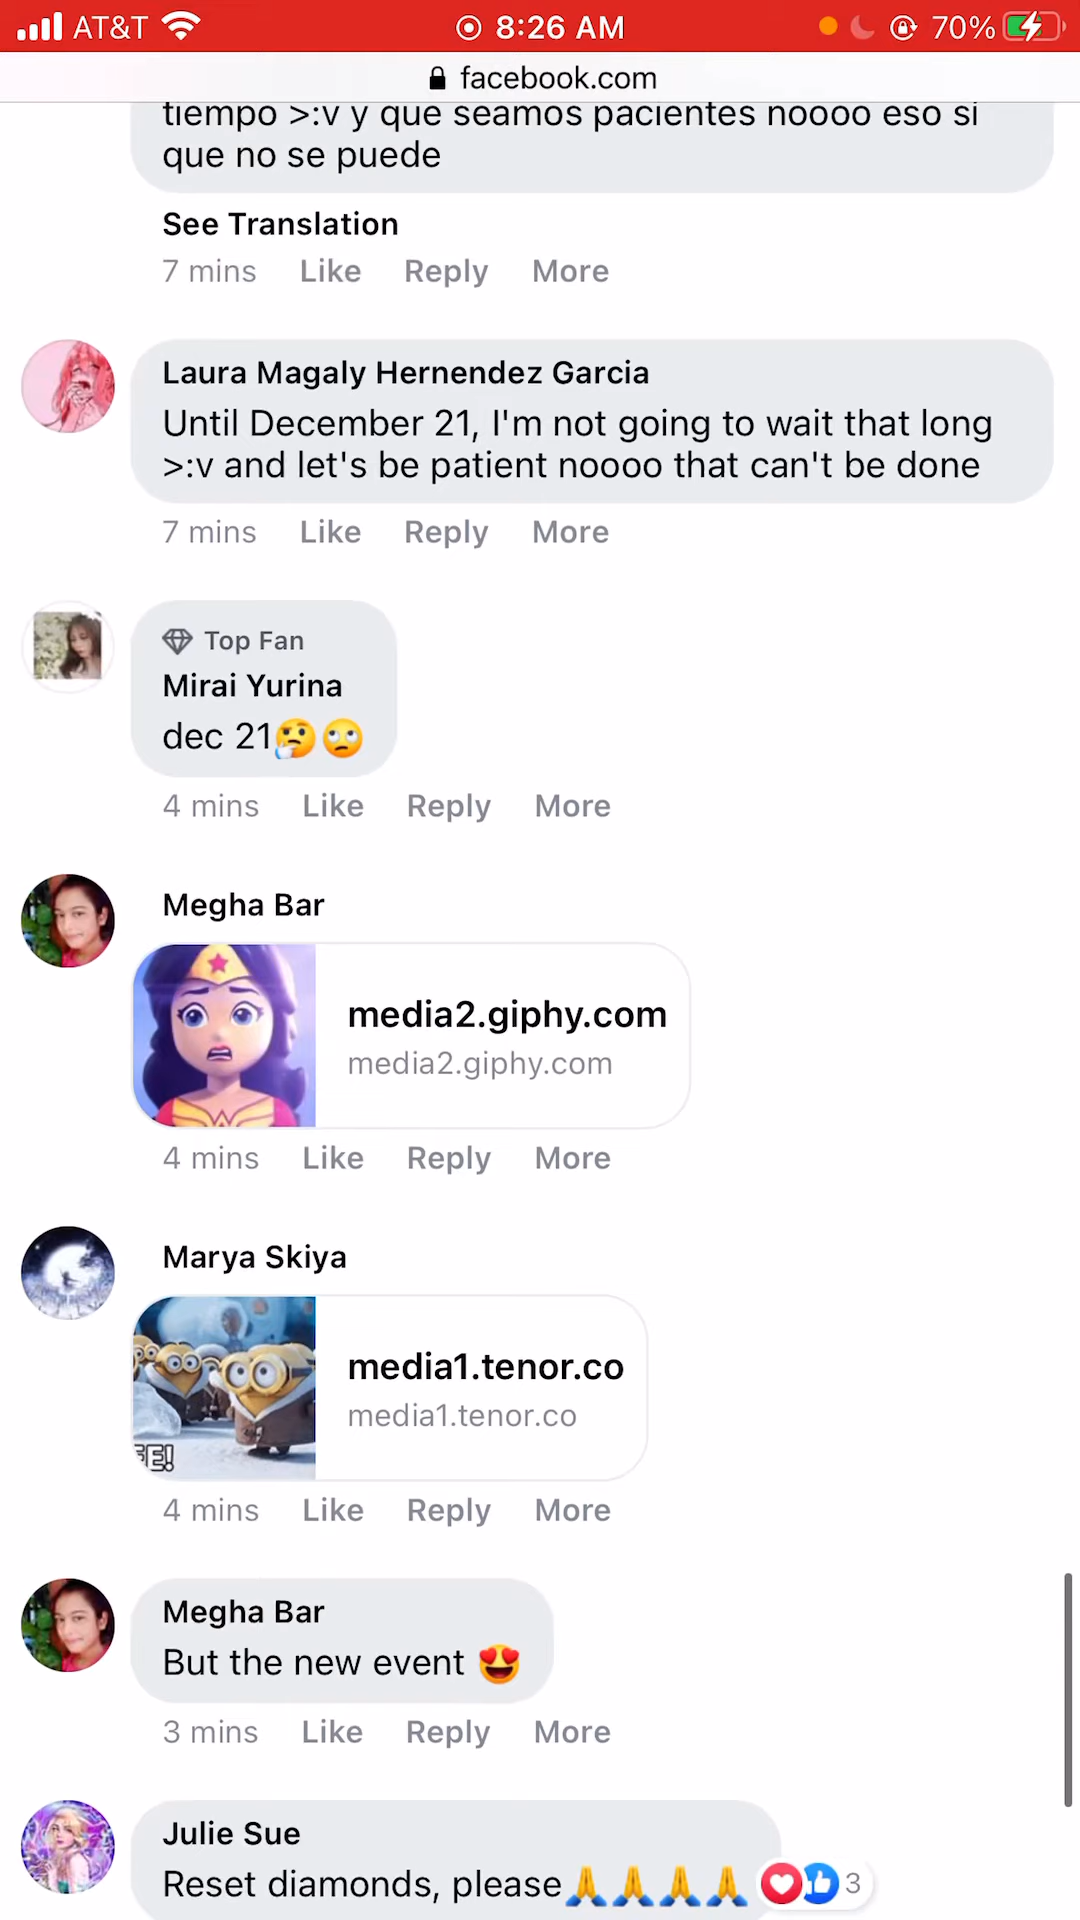 AT&T 8:26 AM 70%
facebook.com
tiempo >:v y que seamos pacientes noooo eso si
que no se puede
See Translation
7 mins Like Reply More
Laura Magaly Hernendez Garcia
Until December 21, I'm not going to wait that long
>:v and let's be patient noooo that can't be done
7 mins Like Reply More
Top Fan
Mirai Yurina
dec 21🤔🙄
4 mins Like Reply More
Megha Bar
media2.giphy.com
media2.giphy.com
4 mins Like Reply More
Marya Skiya
media1.tenor.co
media1.tenor.co
EE!
4 mins Like Reply More
Megha Bar
But the new event 😍
3 mins Like Reply More
Julie Sue
Reset diamonds, please🙏🙏🙏🙏 3